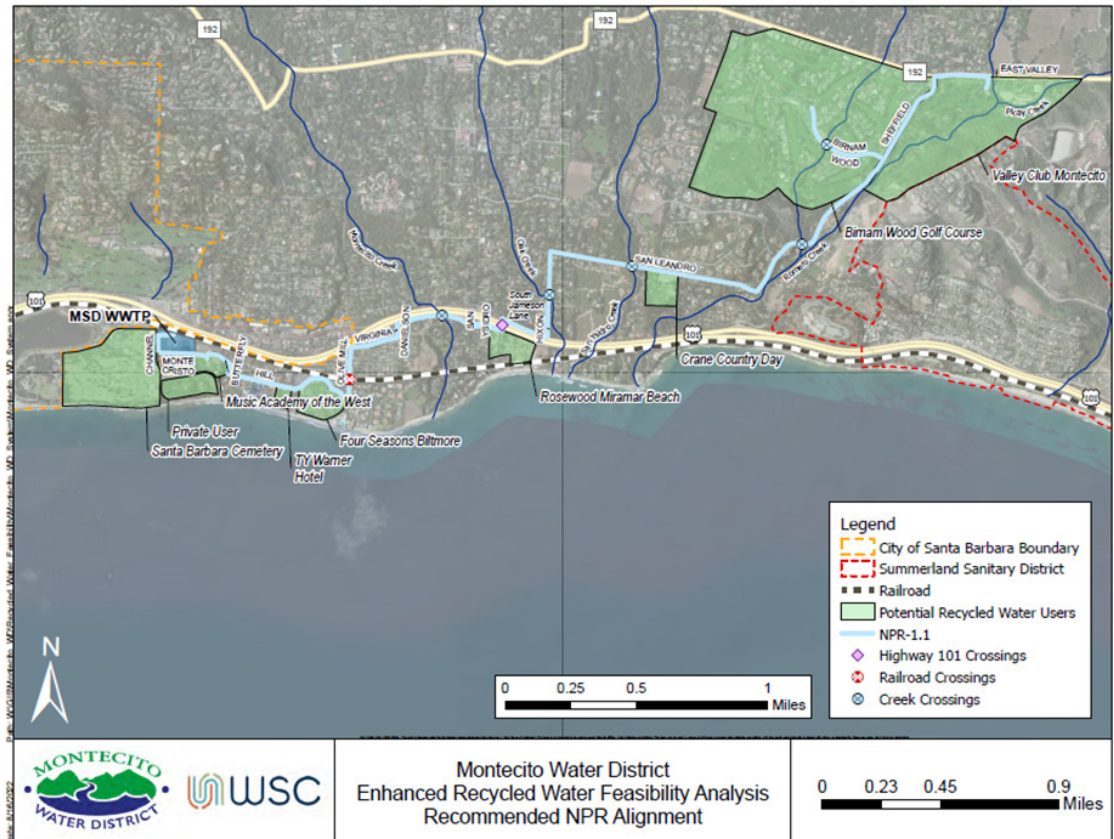 192
192
192
EAST VALLEY
Picay Creek
SHEFFIELD
BIRNAM
WOOD
Valley Club Montecito
Birnam Wood Golf Course
Montecito Creek
Oak Creek
SAN LEANDRO
Romero Creek
101
MSD WWTP
South
Jameson
Lane
SAN
YSIDRO
HIXON
San Ysidro Creek
CHANNEL
MONTE
CRISTO
BUTTERFLY
HILL
OLIVE MILL
VIRGINIA
DANIELSON
101
Crane Country Day
101
Rosewood Miramar Beach
Music Academy of the West
Private User
Santa Barbara Cemetery
Four Seasons Biltmore
TY Warner
Hotel
Legend
City of Santa Barbara Boundary
Summerland Sanitary District
Railroad
Potential Recycled Water Users
NPR-1.1
Highway 101 Crossings
Railroad Crossings
Creek Crossings
N
0 0.25 0.5 1
Miles
MONTECITO
WATER DISTRICT
WSC
Montecito Water District
Enhanced Recycled Water Feasibility Analysis
Recommended NPR Alignment
0 0.23 0.45 0.9
Miles